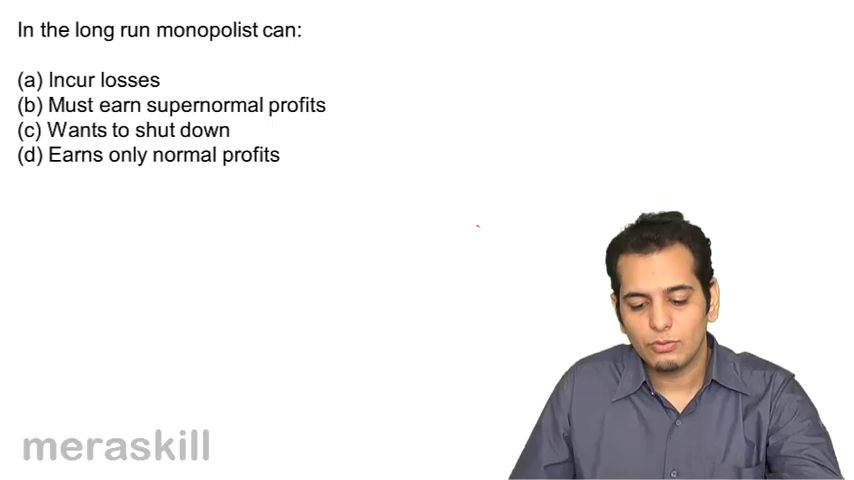 In the long run monopolist can:
(a) Incur losses
(b) Must earn supernormal profits
(c) Wants to shut down
(d) Earns only normal profits
meraskill